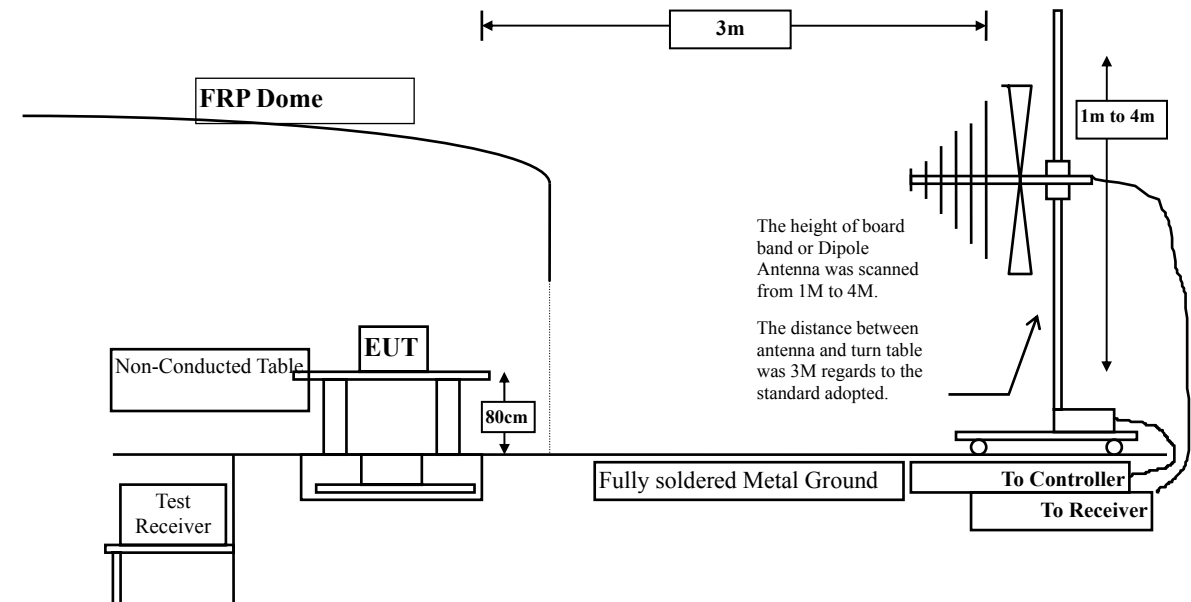 3m
FRP Dome
1m to 4m
The height of board
band or Dipole
Antenna was scanned
from 1M to 4M.
The distance between
antenna and turn table
was 3M regards to the
standard adopted.
EUT
Non-Conducted Table
80cm
Fully soldered Metal Ground
To Controller
To Receiver
Test
Receiver